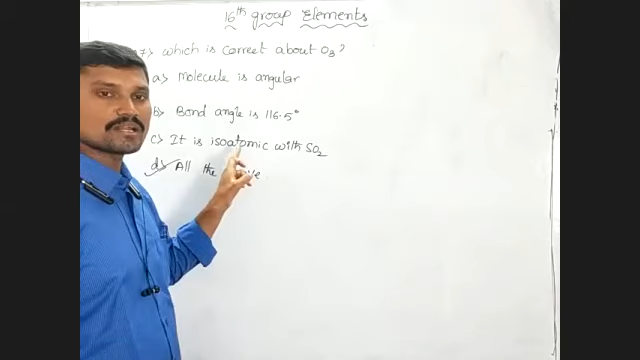 16th group Elements
7> which is correct about O3?
a> Molecule is angular
b> Bond angle is 116.5°
c> It is isoatomic with SO2
d> All the